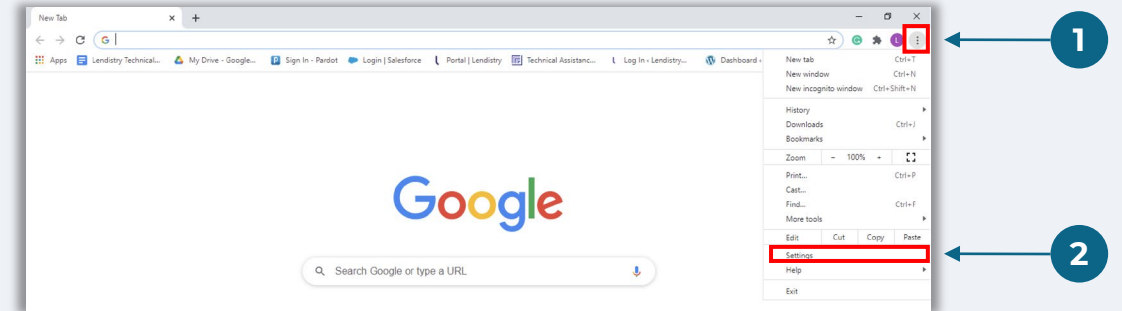 New Tab
1
G
L
Apps Lendistry Technical... My Drive - Google... Sign In - Pardot Login | Salesforce Portal | Lendistry Technical Assistanc... Log In ‹ Lendistry... Dashboard ‹
New tab Ctrl+T
New window Ctrl+N
New incognito window Ctrl+Shift+N
History
Downloads Ctrl+J
Bookmarks
Zoom - 100% +
Print... Ctrl+P
Cast...
Find... Ctrl+F
More tools
Edit Cut Copy Paste
Settings
2
Help
Exit
Google
Search Google or type a URL